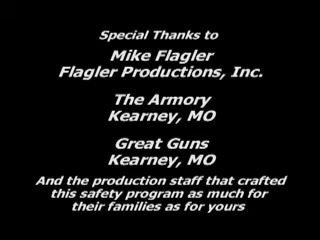 Special Thanks to
Mike Flagler
Flagler Productions, Inc.
The Armory
Kearney, MO
Great Guns
Kearney, MO
And the production staff that crafted
this safety program as much for
their families as for yours